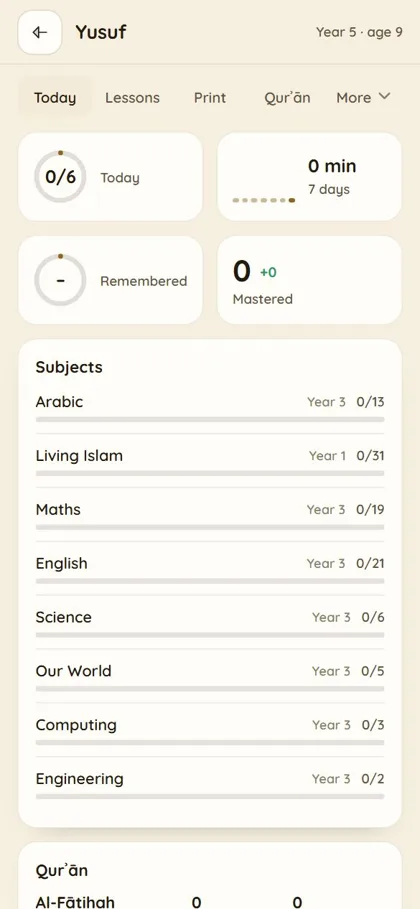 Yusuf
Year 5 · age 9
Today
Lessons
Print
Qurʾān
More
0/6
Today
0 min
7 days
-
Remembered
0 +0
Mastered
Subjects
Arabic Year 3 0/13
Living Islam Year 1 0/31
Maths Year 3 0/19
English Year 3 0/21
Science Year 3 0/6
Our World Year 3 0/5
Computing Year 3 0/3
Engineering Year 3 0/2
Qurʾān
Al-Fātiḥah 0 0